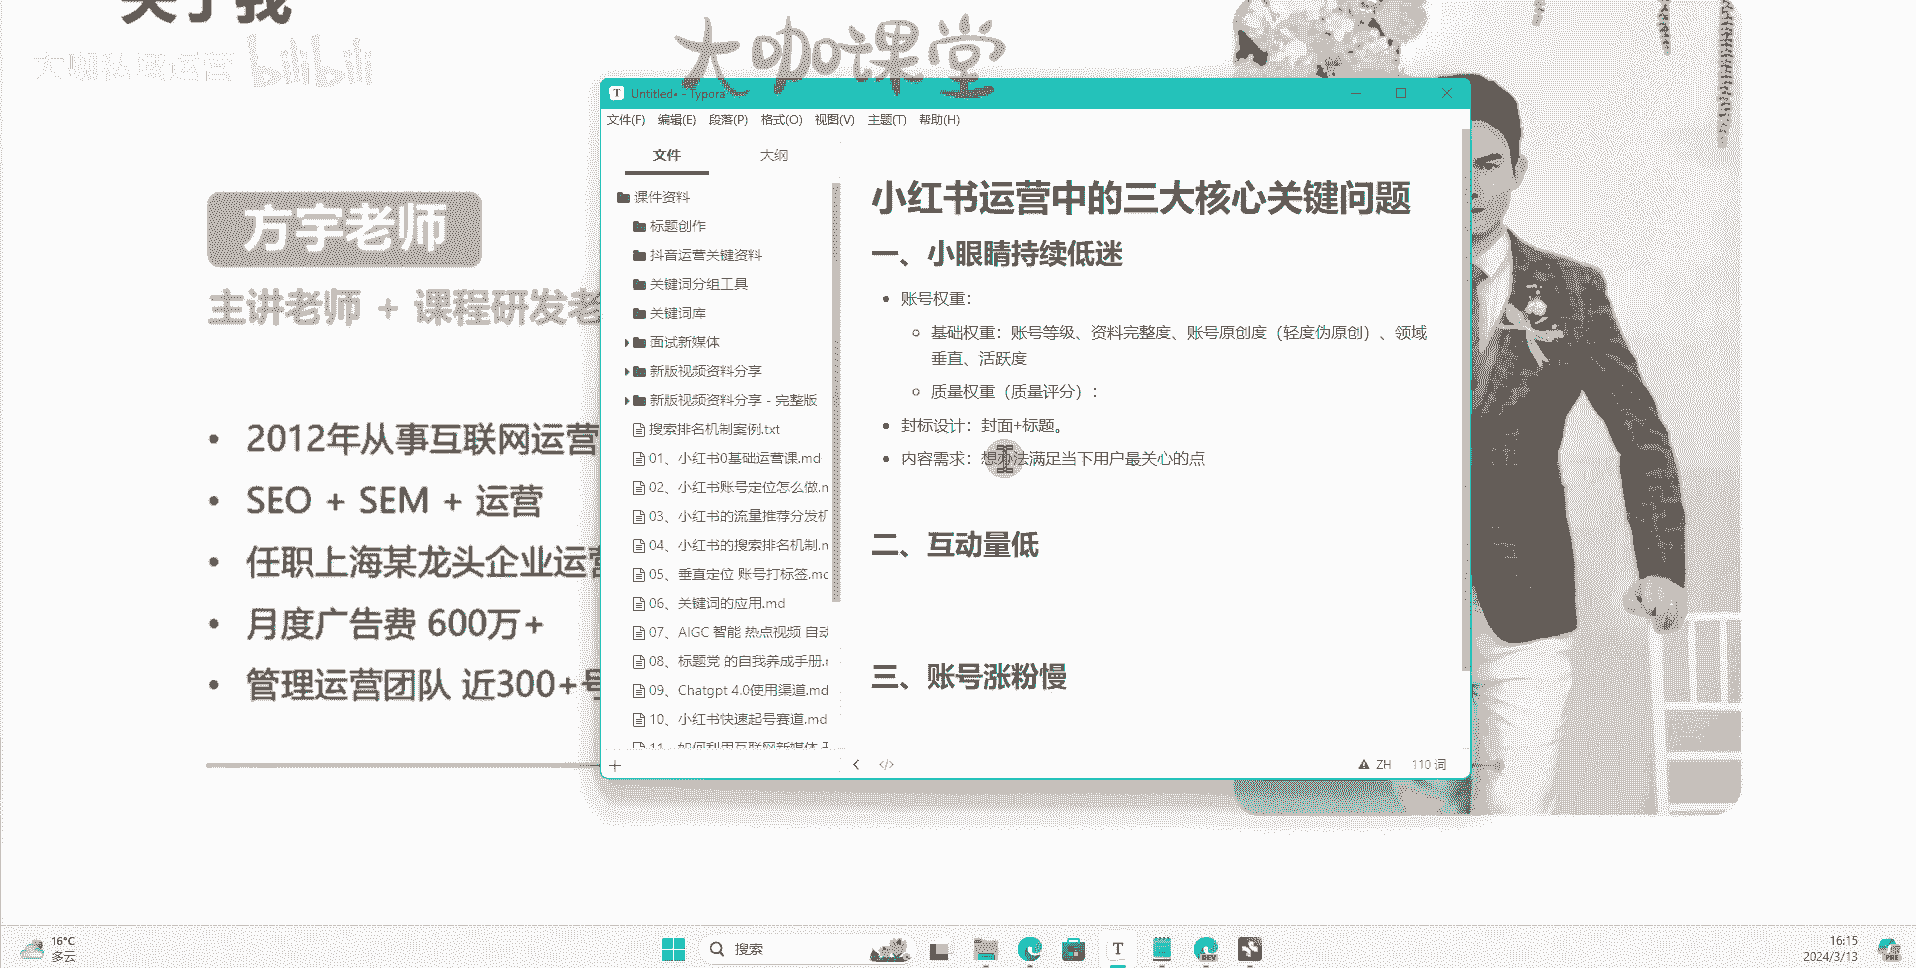 关于我
大咖私域运营 bilibili
大咖课堂
方宇老师
主讲老师 + 课程研发老
2012年从事互联网运营
SEO + SEM + 运营
任职上海某龙头企业运营
月度广告费 600万+
管理运营团队 近300+号
Untitled• - Typora
文件(F) 编辑(E) 段落(P) 格式(O) 视图(V) 主题(T) 帮助(H)
文件 大纲
课件资料
标题创作
抖音运营关键资料
关键词分组工具
关键词库
面试新媒体
新版视频资料分享
新版视频资料分享 - 完整版
搜索排名机制案例.txt
01、小红书0基础运营课.md
02、小红书账号定位怎么做.m
03、小红书的流量推荐分发机
04、小红书的搜索排名机制.m
05、垂直定位 账号打标签.md
06、关键词的应用.md
07、AIGC 智能 热点视频 自动
08、标题党 的自我养成手册.m
09、Chatgpt 4.0使用渠道.md
10、小红书快速起号赛道.md
11、如何利用互联网新媒体
小红书运营中的三大核心关键问题
一、小眼睛持续低迷
账号权重：
基础权重：账号等级、资料完整度、账号原创度（轻度伪原创）、领域
垂直、活跃度
质量权重（质量评分）：
封标设计：封面+标题。
内容需求：想办法满足当下用户最关心的点
二、互动量低
三、账号涨粉慢
ZH 110 词
16°C
多云
搜索
T
DEV
16:15
2024/3/13
PRE